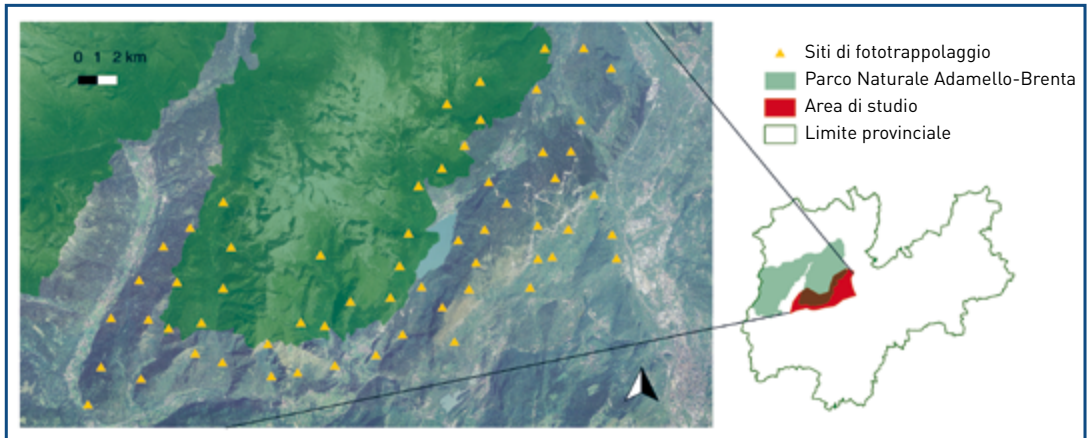 0 1 2 km
Siti di fototrappolaggio
Parco Naturale Adamello-Brenta
Area di studio
Limite provinciale